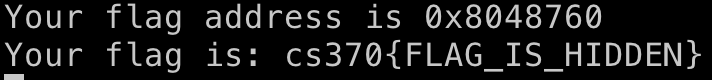 Your flag address is 0x8048760
Your flag is: cs370{FLAG_IS_HIDDEN}